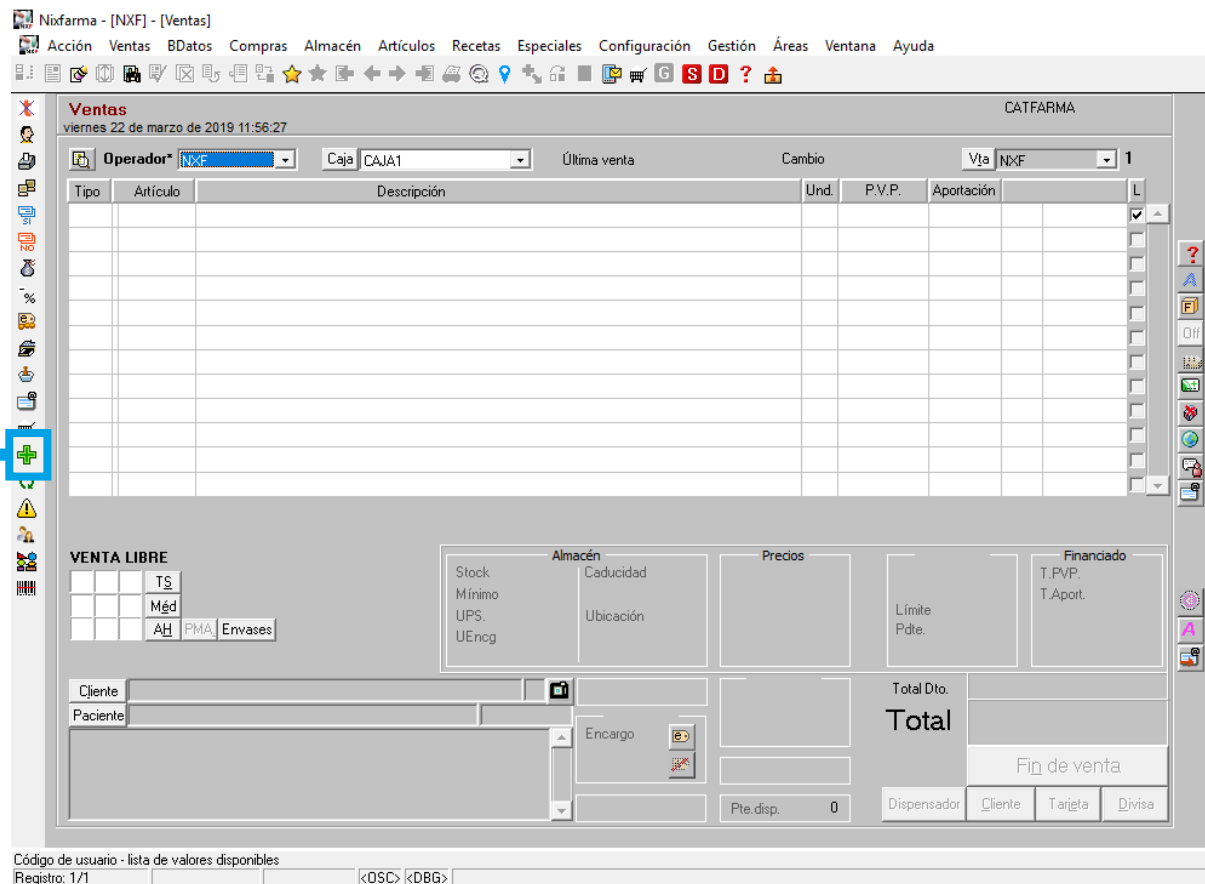 Nixfarma - [NXF] - [Ventas]
Acción Ventas BDatos Compras Almacén Artículos Recetas Especiales Configuración Gestión Áreas Ventana Ayuda
G S D ?
Ventas
CATFARMA
viernes 22 de marzo de 2019 11:56:27
Operador* NXF Caja CAJA1 Última venta Cambio Vta NXF 1
Tipo Artículo Descripción Und. P.V.P. Aportación L
SI
NO
%
?
A
F
Off
VENTA LIBRE
TS
Méd
AH PMA Envases
Almacén
Stock Caducidad
Mínimo
UPS. Ubicación
UEncg
Precios
Límite
Pdte.
Financiado
T.PVP.
T.Aport.
A
Cliente
Paciente
Encargo
e
Pte.disp. 0
Total Dto.
Total
Fin de venta
Dispensador Cliente Tarjeta Divisa
Código de usuario - lista de valores disponibles
Registro: 1/1 <OSC> <DBG>